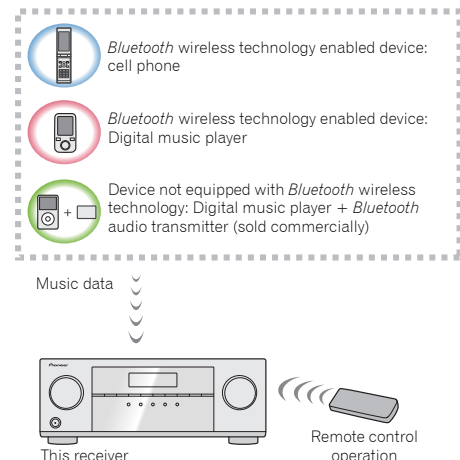 Bluetooth wireless technology enabled device:
cell phone
Bluetooth wireless technology enabled device:
Digital music player
Device not equipped with Bluetooth wireless
technology: Digital music player + Bluetooth
audio transmitter (sold commercially)
+
Music data
Pioneer
This receiver
Remote control
operation